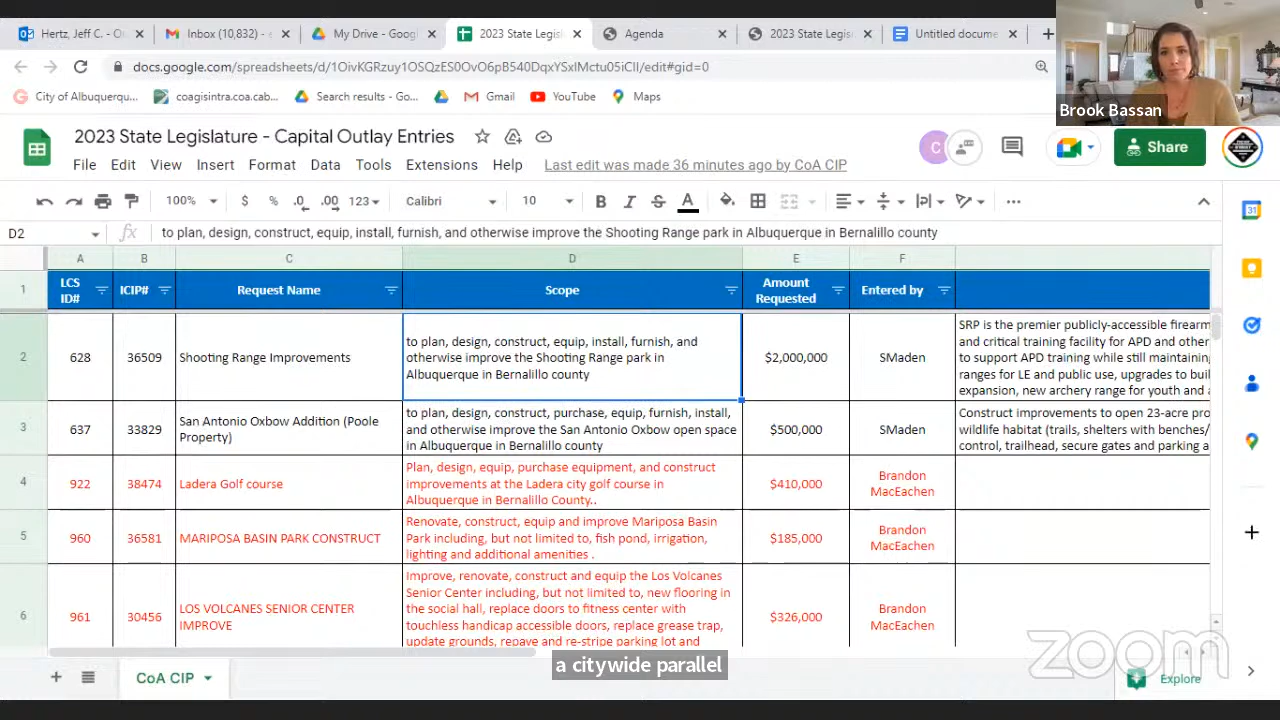 Hertz, Jeff C. - O
Inbox (10,832) - e
My Drive - Googl
2023 State Legisl
Agenda
2023 State Legis
Untitled docume
docs.google.com/spreadsheets/d/
/edit#gid=0
City of Albuquerqu...
coagisintra.coa.cab...
Search results - Go...
Gmail
YouTube
Maps
Brook Bassan
2023 State Legislature - Capital Outlay Entries
File Edit View Insert Format Data Tools Extensions Help Last edit was made 36 minutes ago by CoA CIP
C
Share
100% $ % .0 .00 123 Calibri 10 B I S A
31
D2 fx to plan, design, construct, equip, install, furnish, and otherwise improve the Shooting Range park in Albuquerque in Bernalillo county
A B C D E F
1
LCS ID#
ICIP#
Request Name
Scope
Amount
Requested
Entered by
2
628
36509
Shooting Range Improvements
to plan, design, construct, equip, install, furnish, and
otherwise improve the Shooting Range park in
Albuquerque in Bernalillo county
$2,000,000
SMaden
SRP is the premier publicly-accessible firearm
and critical training facility for APD and other
to support APD training while still maintainin
ranges for LE and public use, upgrades to buil
expansion, new archery range for youth and a
3
637
33829
San Antonio Oxbow Addition (Poole
Property)
to plan, design, construct, purchase, equip, furnish, install,
and otherwise improve the San Antonio Oxbow open space
in Albuquerque in Bernalillo county
$500,000
SMaden
Construct improvements to open 23-acre pro
wildlife habitat (trails, shelters with benches/
control, trailhead, secure gates and parking a
4
922
38474
Ladera Golf course
Plan, design, equip, purchase equipment, and construct
improvements at the Ladera city golf course in
Albuquerque in Bernalillo County..
$410,000
Brandon
MacEachen
5
960
36581
MARIPOSA BASIN PARK CONSTRUCT
Renovate, construct, equip and improve Mariposa Basin
Park including, but not limited to, fish pond, irrigation,
lighting and additional amenities .
$185,000
Brandon
MacEachen
6
961
30456
LOS VOLCANES SENIOR CENTER
IMPROVE
Improve, renovate, construct and equip the Los Volcanes
Senior Center including, but not limited to, new flooring in
the social hall, replace doors to fitness center with
touchless handicap accessible doors, replace grease trap,
update grounds, repave and re-stripe parking lot and
$326,000
Brandon
MacEachen
a citywide parallel
zoom
CoA CIP
Explore